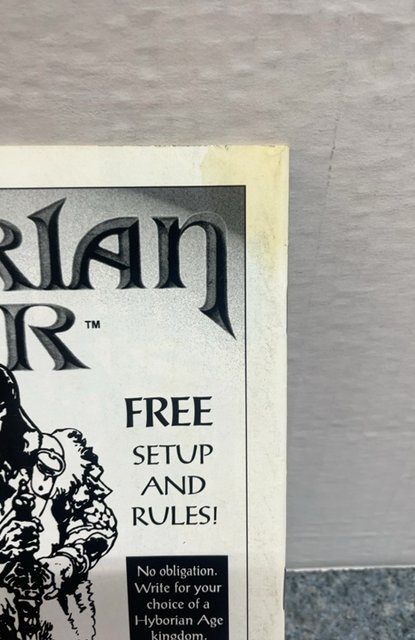 RIAN
R™
FREE
SETUP
AND
RULES!
No obligation.
Write for your
choice of a
Hyborian Age
kingdom.